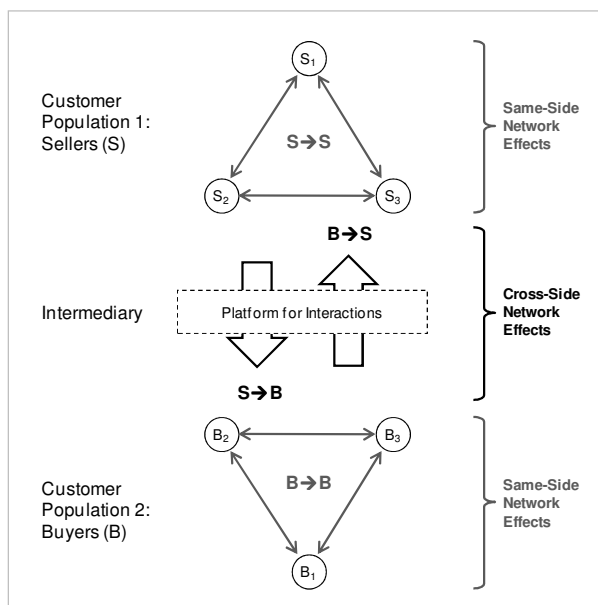 S1
Customer
Population 1:
Sellers (S)
S→S
Same-Side
Network
Effects
S2
S3
B→S
Intermediary
Platform for Interactions
Cross-Side
Network
Effects
S→B
B2
B3
Customer
Population 2:
Buyers (B)
B→B
Same-Side
Network
Effects
B1